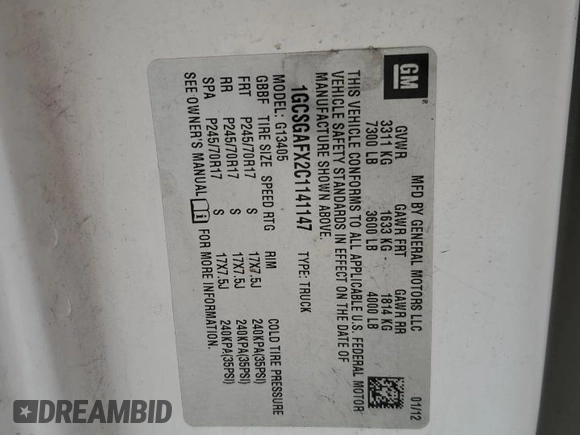 GM ®
MFD BY GENERAL MOTORS LLC 01/12
GVWR GAWR FRT GAWR RR
3311 KG 1633 KG 1814 KG
7300 LB 3600 LB 4000 LB
THIS VEHICLE CONFORMS TO ALL APPLICABLE U.S. FEDERAL MOTOR
VEHICLE SAFETY STANDARDS IN EFFECT ON THE DATE OF
MANUFACTURE SHOWN ABOVE.
1GCSGAFX2C1141147 TYPE: TRUCK
MODEL: G13405
GBBF TIRE SIZE SPEED RTG RIM COLD TIRE PRESSURE
FRT P245/70R17 S 17X7.5J 240KPA(35PSI)
RR P245/70R17 S 17X7.5J 240KPA(35PSI)
SPA P245/70R17 S 17X7.5J 240KPA(35PSI)
SEE OWNER'S MANUAL FOR MORE INFORMATION.
DREAMBID